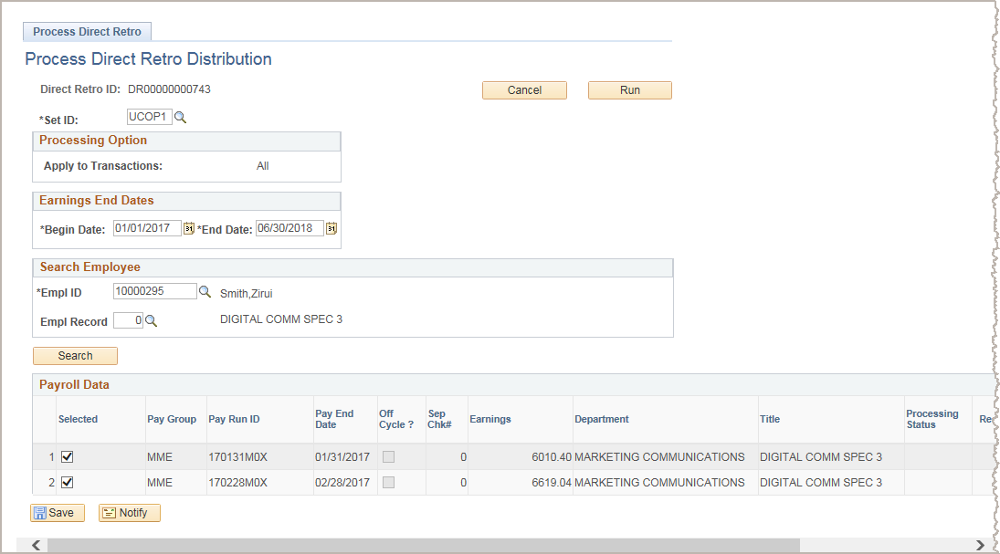 Process Direct Retro
Process Direct Retro Distribution
Direct Retro ID: DR00000000743
Cancel Run
*Set ID: UCOP1
Processing Option
Apply to Transactions: All
Earnings End Dates
*Begin Date: 01/01/2017 31 *End Date: 06/30/2018 31
Search Employee
*Empl ID 10000295 Smith,Zirui
Empl Record 0 DIGITAL COMM SPEC 3
Search
Payroll Data
Selected Pay Group Pay Run ID Pay End Date Off Cycle ? Sep Chk# Earnings Department Title Processing Status Re
1 MME 170131M0X 01/31/2017 0 6010.40 MARKETING COMMUNICATIONS DIGITAL COMM SPEC 3
2 MME 170228M0X 02/28/2017 0 6619.04 MARKETING COMMUNICATIONS DIGITAL COMM SPEC 3
Save Notify